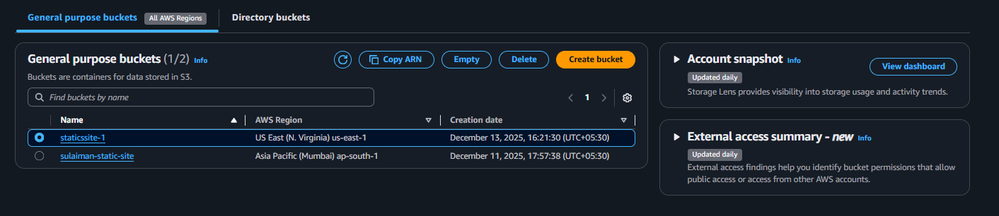 General purpose buckets All AWS Regions Directory buckets
General purpose buckets (1/2) Info
Copy ARN Empty Delete Create bucket
Buckets are containers for data stored in S3.
Find buckets by name
1
Name AWS Region Creation date
staticssite-1 US East (N. Virginia) us-east-1 December 13, 2025, 16:21:30 (UTC+05:30)
sulaiman-static-site Asia Pacific (Mumbai) ap-south-1 December 11, 2025, 17:57:38 (UTC+05:30)
Account snapshot Info
View dashboard
Updated daily
Storage Lens provides visibility into storage usage and activity trends.
External access summary - new Info
Updated daily
External access findings help you identify bucket permissions that allow
public access or access from other AWS accounts.